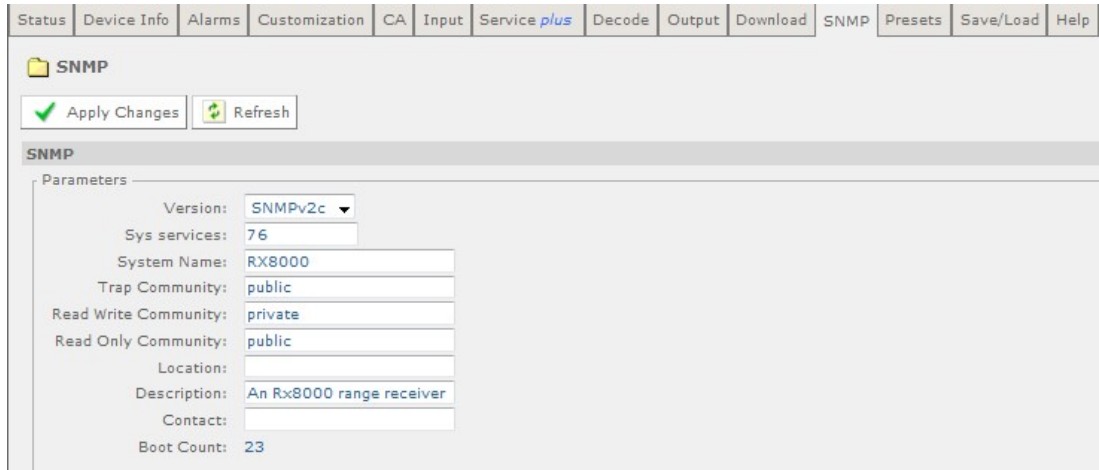 Status Device Info Alarms Customization CA Input Service plus Decode Output Download SNMP Presets Save/Load Help
SNMP
Apply Changes Refresh
SNMP
Parameters
Version: SNMPv2c
Sys services: 76
System Name: RX8000
Trap Community: public
Read Write Community: private
Read Only Community: public
Location:
Description: An Rx8000 range receiver
Contact:
Boot Count: 23